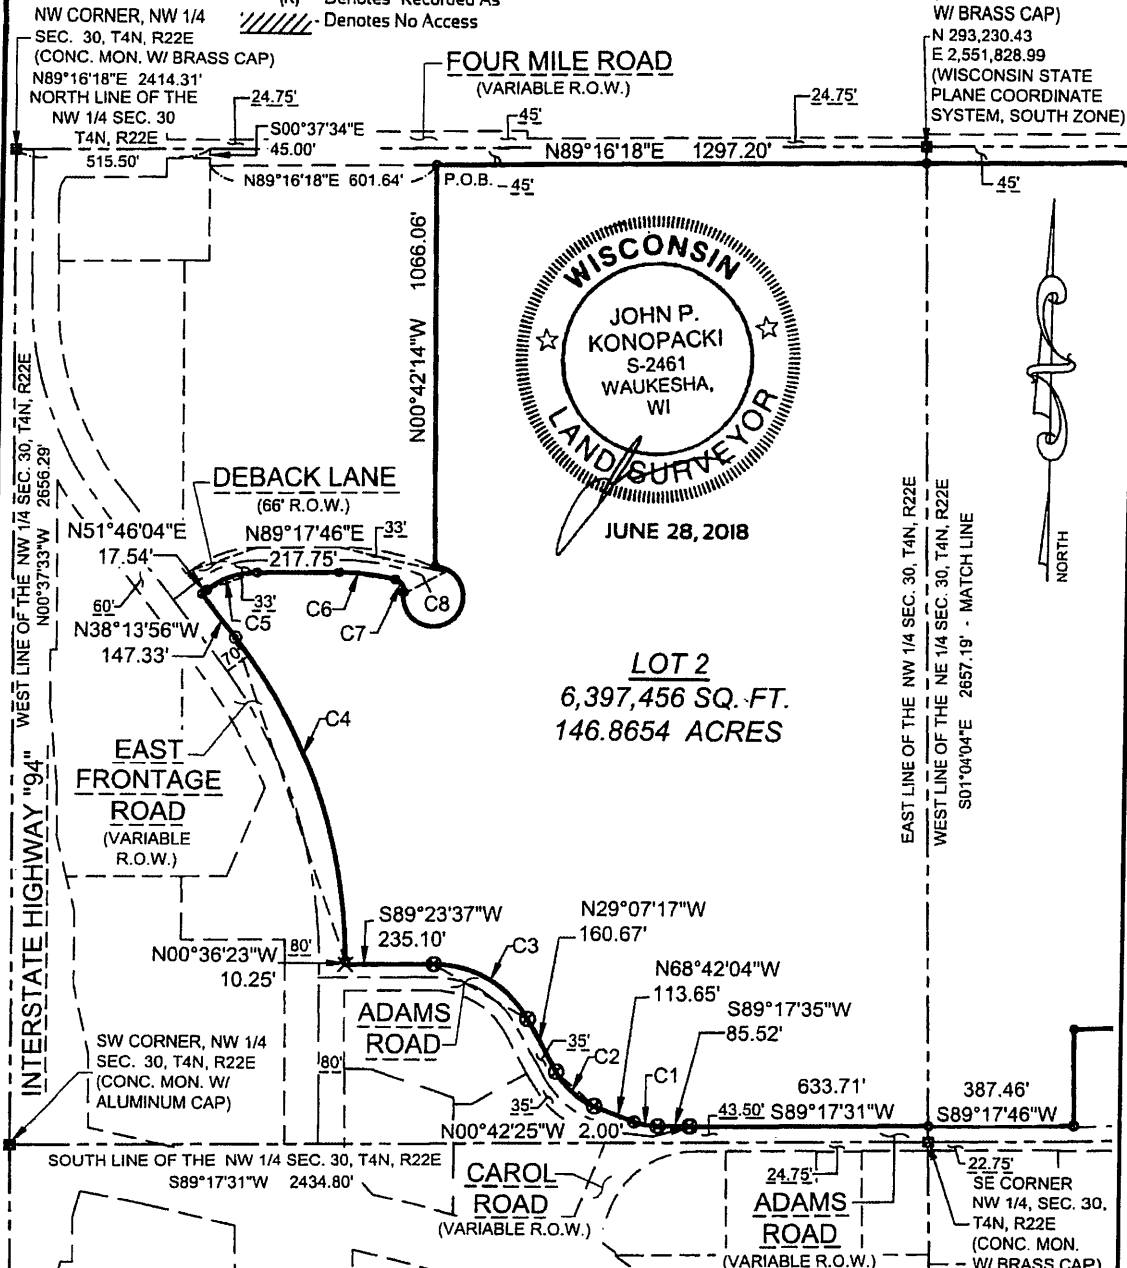 (R) - Denotes "Recorded As"
- Denotes No Access
NW CORNER, NW 1/4
SEC. 30, T4N, R22E
(CONC. MON. W/ BRASS CAP)
N89°16'18"E 2414.31'
NORTH LINE OF THE
NW 1/4 SEC. 30
T4N, R22E
515.50'
24.75'
S00°37'34"E
45.00'
N89°16'18"E 601.64'
FOUR MILE ROAD
(VARIABLE R.O.W.)
45'
N89°16'18"E 1297.20'
24.75'
P.O.B.
45'
W/ BRASS CAP)
N 293,230.43
E 2,551,828.99
(WISCONSIN STATE
PLANE COORDINATE
SYSTEM, SOUTH ZONE)
45'
N00°42'14"W 1066.06'
WISCONSIN
JOHN P.
KONOPACKI
S-2461
WAUKESHA,
WI
LAND SURVEYOR
JUNE 28, 2018
NORTH
WEST LINE OF THE NW 1/4 SEC. 30, T4N, R22E
N00°37'33"W 2656.29'
DEBACK LANE
(66' R.O.W.)
N51°46'04"E
17.54'
N89°17'46"E
217.75'
33'
60'
33'
C5
C6
C7
C8
N38°13'56"W
147.33'
70'
C4
LOT 2
6,397,456 SQ. FT.
146.8654 ACRES
EAST LINE OF THE NW 1/4 SEC. 30, T4N, R22E
WEST LINE OF THE NE 1/4 SEC. 30, T4N, R22E
S01°04'04"E 2657.19' - MATCH LINE
EAST
FRONTAGE
ROAD
(VARIABLE
R.O.W.)
INTERSTATE HIGHWAY "94"
S89°23'37"W
235.10'
N00°36'23"W
10.25'
80'
C3
N29°07'17"W
160.67'
N68°42'04"W
113.65'
S89°17'35"W
85.52'
ADAMS
ROAD
SW CORNER, NW 1/4
SEC. 30, T4N, R22E
(CONC. MON. W/
ALUMINUM CAP)
80'
35'
C2
C1
35'
633.71'
S89°17'31"W
387.46'
S89°17'46"W
43.50'
N00°42'25"W 2.00'
SOUTH LINE OF THE NW 1/4 SEC. 30, T4N, R22E
S89°17'31"W 2434.80'
CAROL
ROAD
(VARIABLE R.O.W.)
24.75'
ADAMS
ROAD
(VARIABLE R.O.W.)
22.75'
SE CORNER
NW 1/4, SEC. 30,
T4N, R22E
(CONC. MON.
W/ BRASS CAP)